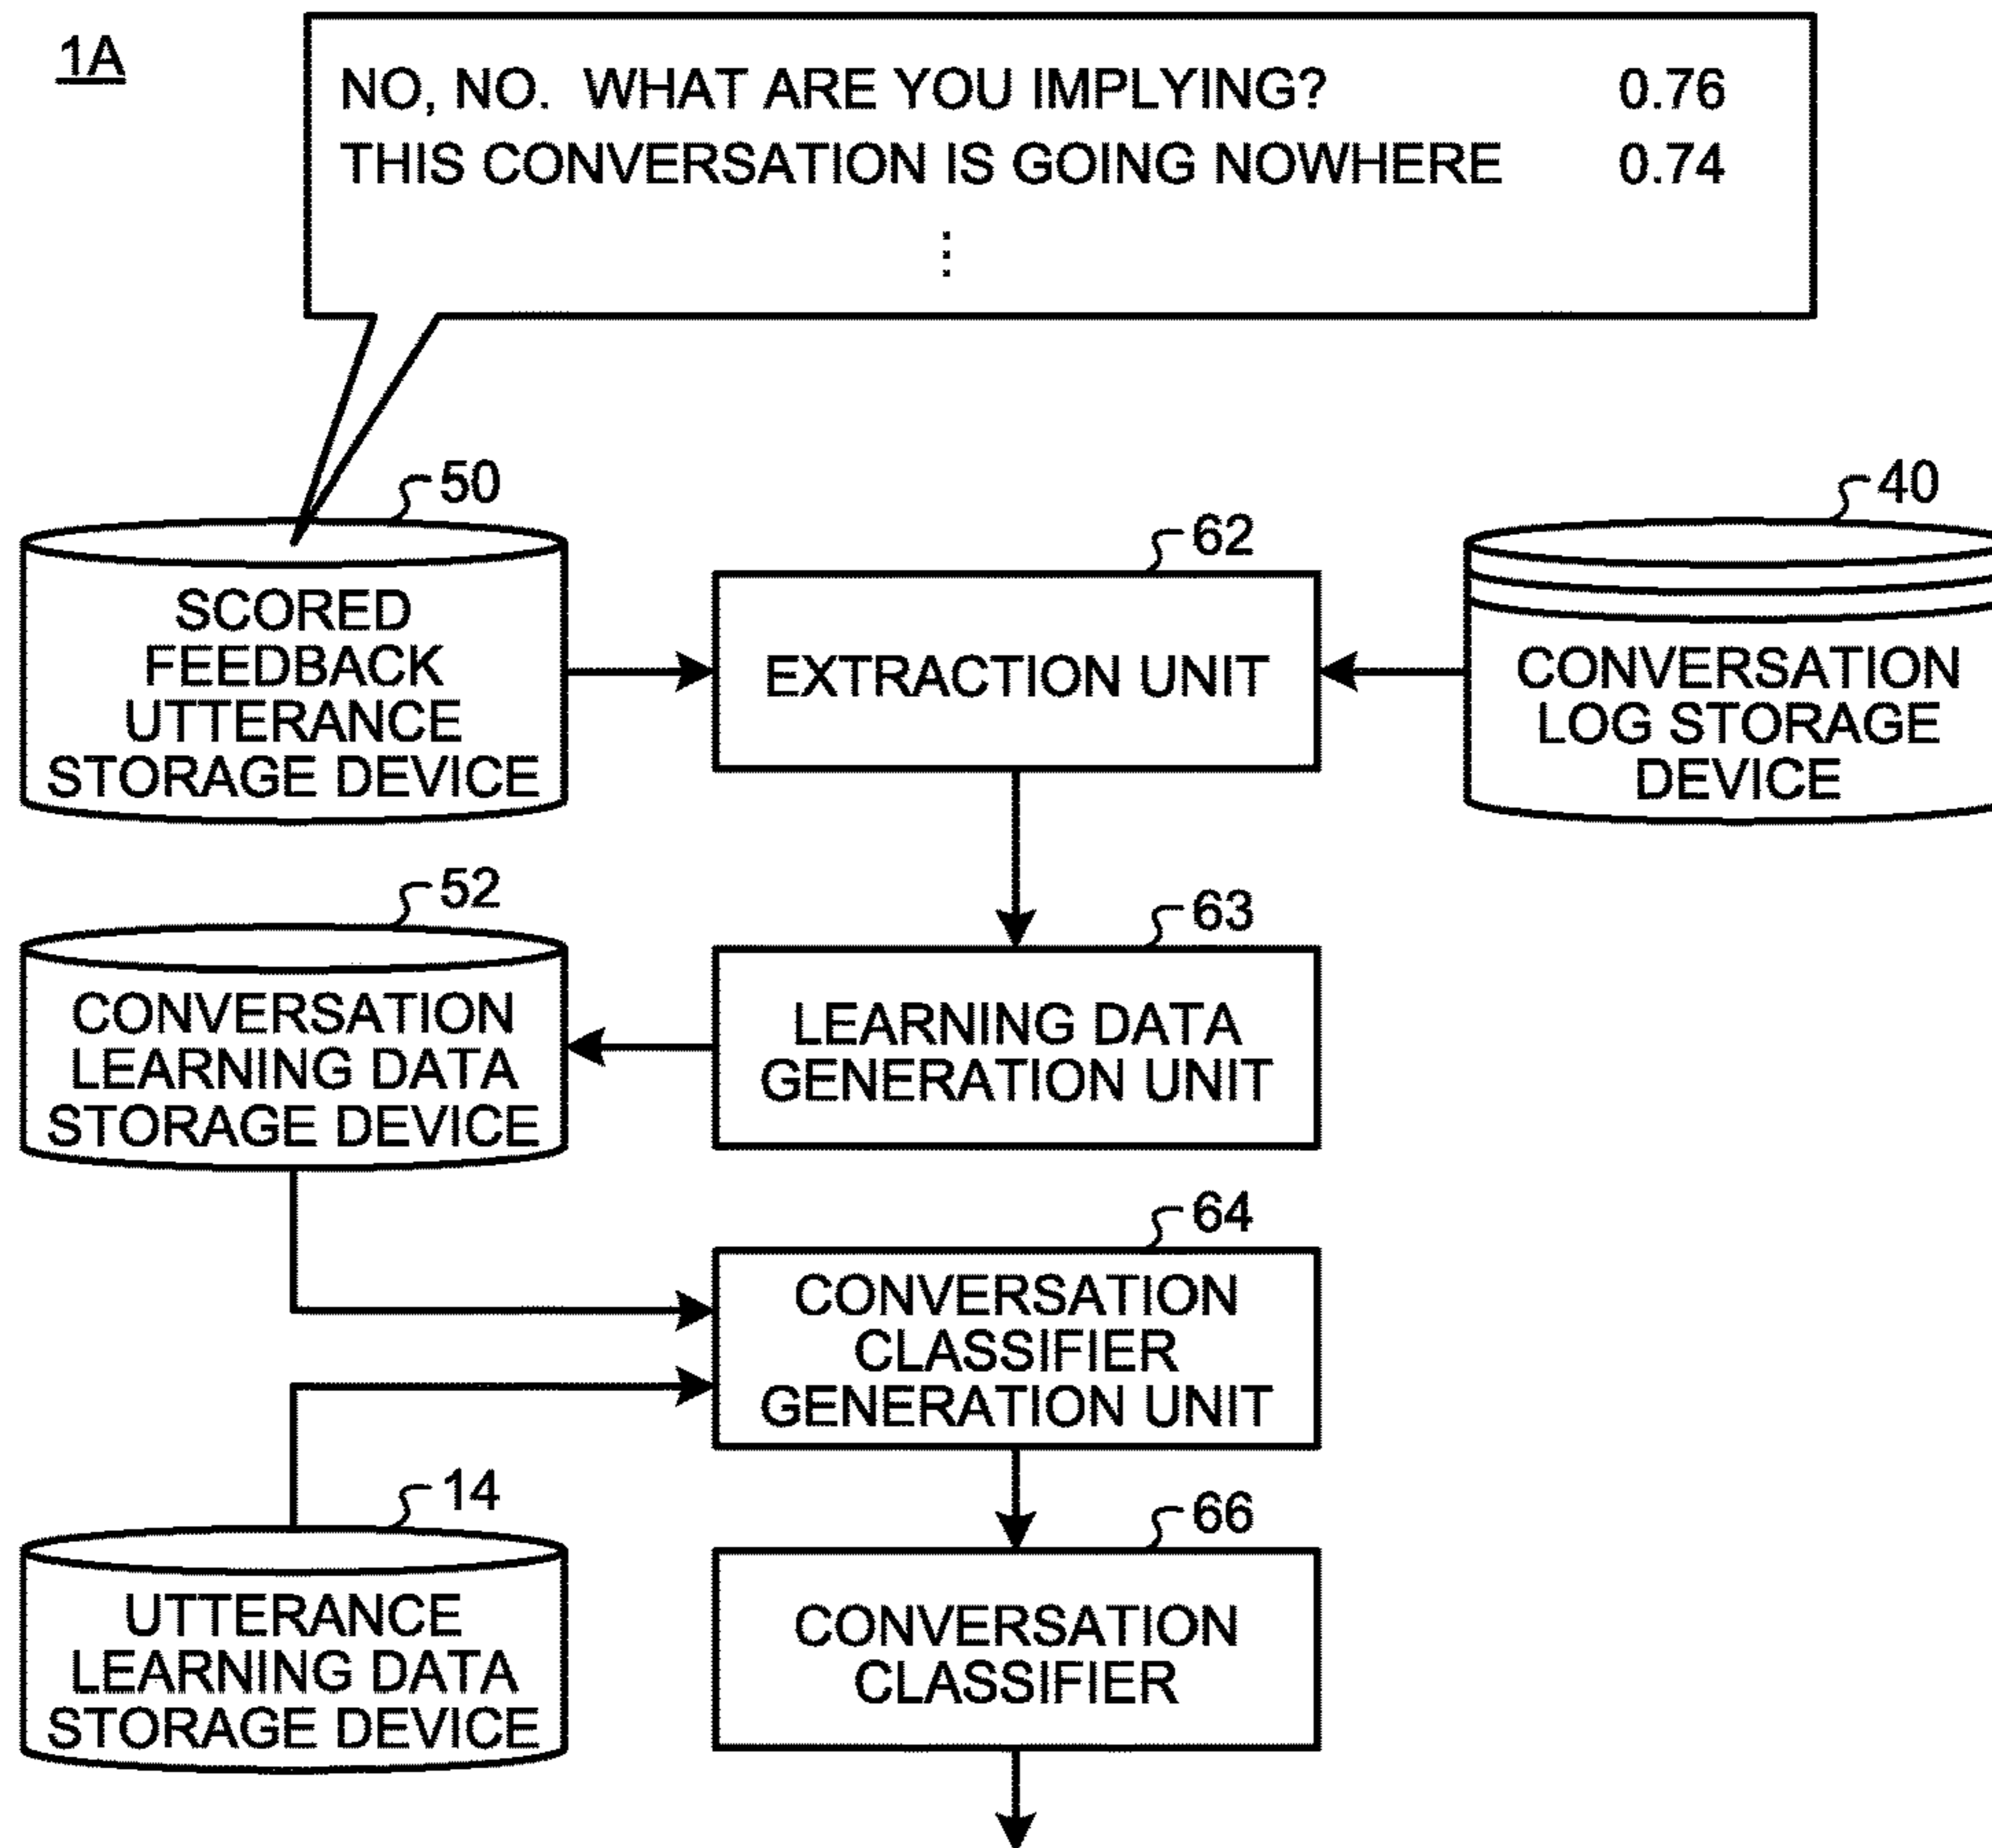 1A
NO, NO. WHAT ARE YOU IMPLYING? 0.76
THIS CONVERSATION IS GOING NOWHERE 0.74
⋮
50
SCORED
FEEDBACK
UTTERANCE
STORAGE DEVICE
62
EXTRACTION UNIT
40
CONVERSATION
LOG STORAGE
DEVICE
52
CONVERSATION
LEARNING DATA
STORAGE DEVICE
63
LEARNING DATA
GENERATION UNIT
64
CONVERSATION
CLASSIFIER
GENERATION UNIT
14
UTTERANCE
LEARNING DATA
STORAGE DEVICE
66
CONVERSATION
CLASSIFIER